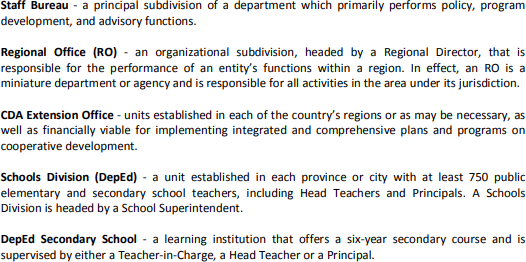 Staff Bureau - a principal subdivision of a department which primarily performs policy, program
development, and advisory functions.
Regional Office (RO) - an organizational subdivision, headed by a Regional Director, that is
responsible for the performance of an entity's functions within a region. In effect, an RO is a
miniature department or agency and is responsible for all activities in the area under its jurisdiction.
CDA Extension Office - units established in each of the country's regions or as may be necessary, as
well as financially viable for implementing integrated and comprehensive plans and programs on
cooperative development.
Schools Division (DepEd) - a unit established in each province or city with at least 750 public
elementary and secondary school teachers, including Head Teachers and Principals. A Schools
Division is headed by a School Superintendent.
DepEd Secondary School - a learning institution that offers a six-year secondary course and is
supervised by either a Teacher-in-Charge, a Head Teacher or a Principal.